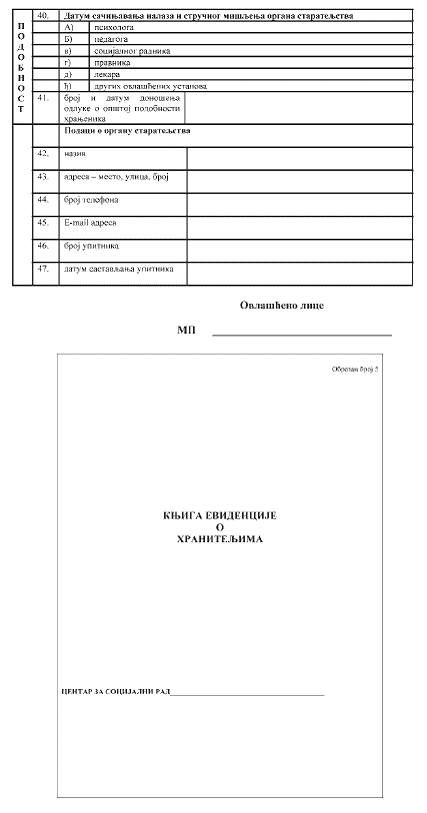 ПОДОБНОСТ
40. Датум сачињавања налаза и стручног мишљења органа старатељства
А) психолога
Б) педагога
в) социјалног радника
г) правника
д) лекара
ђ) других овлашћених установа
41. број и датум доношења
одлуке о општој подобности
храњеника
Подаци о органу старатељства
42. назив
43. адреса – место, улица, број
44. број телефона
45. E-mail адреса
46. број упитника
47. датум састављања упитника
Овлашћено лице
МП
Образац број 5
КЊИГА ЕВИДЕНЦИЈЕ
О
ХРАНИТЕЉИМА
ЦЕНТАР ЗА СОЦИЈАЛНИ РАД